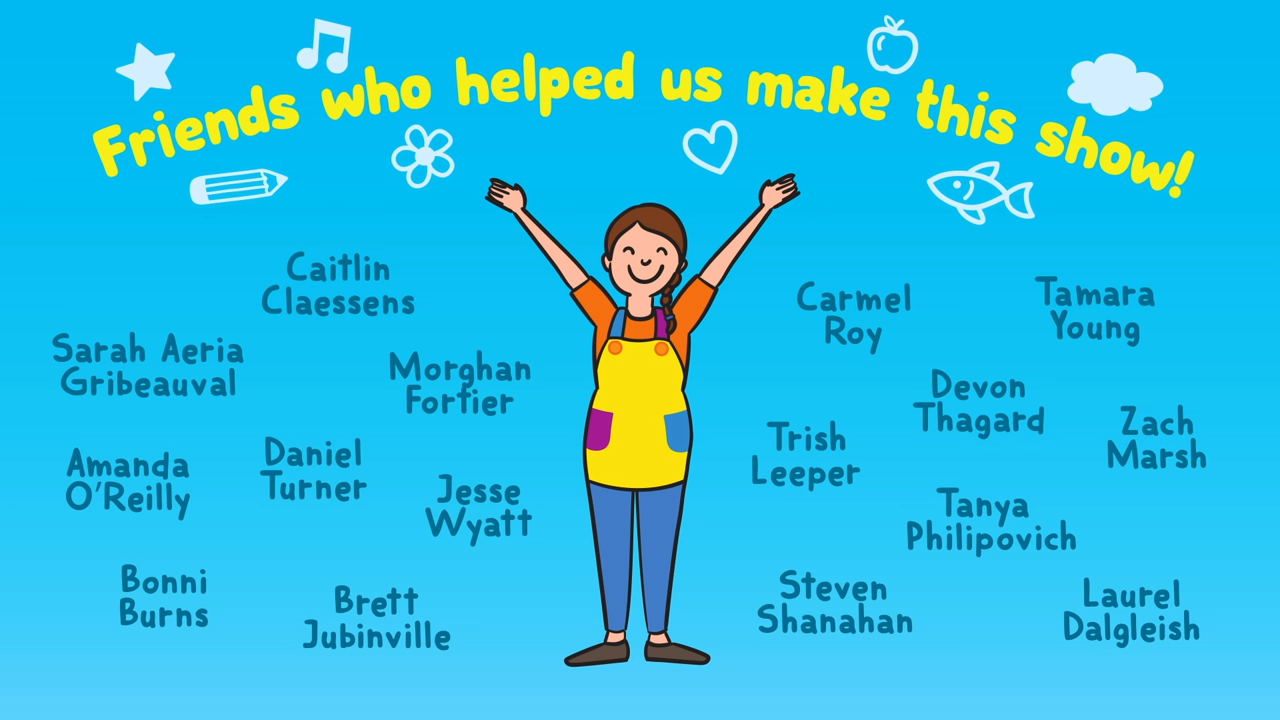 Friends who helped us make this show!
Caitlin
Claessens
Sarah Aeria
Gribeauval
Morghan
Fortier
Amanda
O'Reilly
Daniel
Turner
Jesse
Wyatt
Bonni
Burns
Brett
Jubinville
Carmel
Roy
Tamara
Young
Devon
Thagard
Zach
Marsh
Trish
Leeper
Tanya
Philipovich
Steven
Shanahan
Laurel
Dalgleish